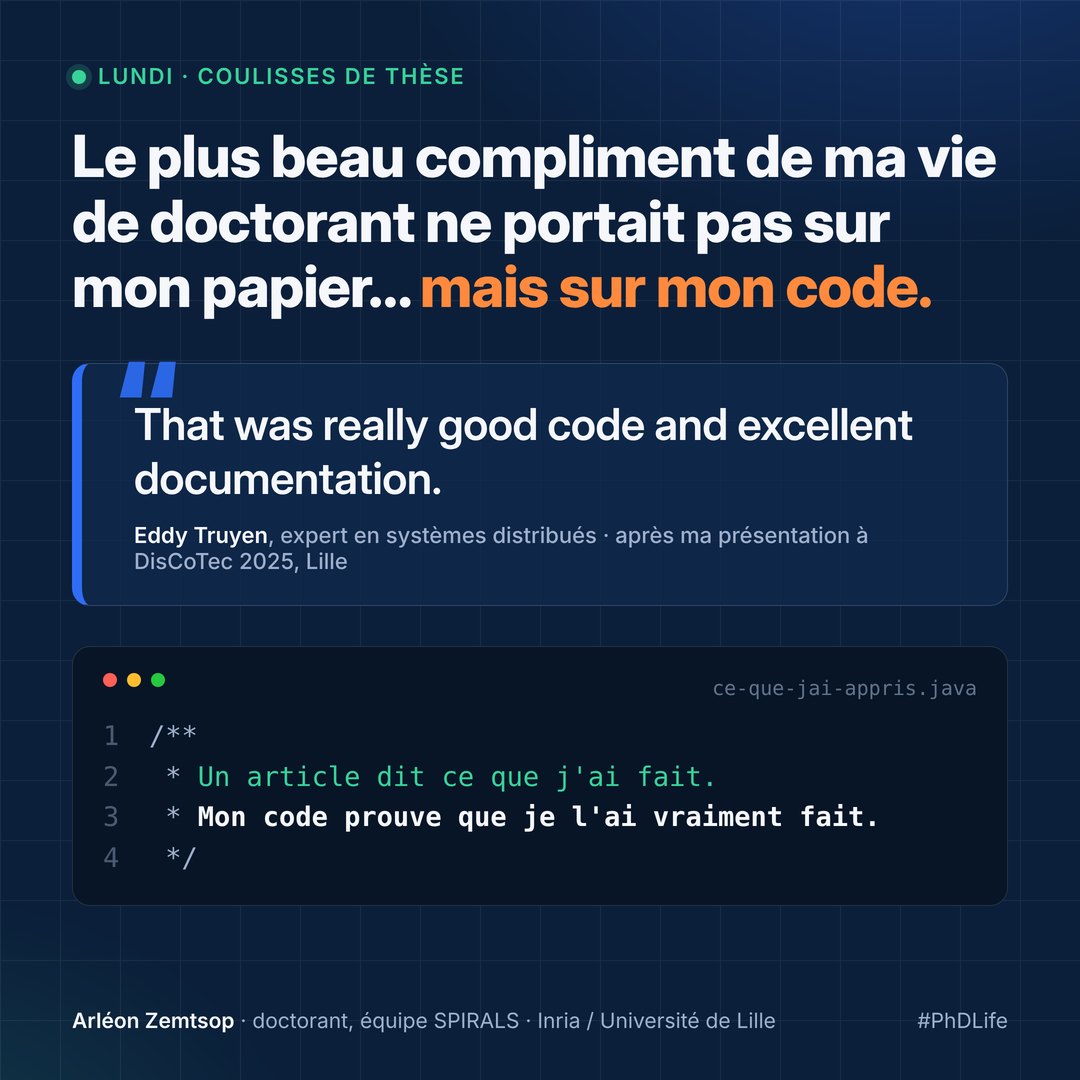 LUNDI · COULISSES DE THÈSE
Le plus beau compliment de ma vie
de doctorant ne portait pas sur
mon papier... mais sur mon code.
"
That was really good code and excellent
documentation.
Eddy Truyen, expert en systèmes distribués · après ma présentation à
DisCoTec 2025, Lille
ce-que-jai-appris.java
1 /**
2 * Un article dit ce que j'ai fait.
3 * Mon code prouve que je l'ai vraiment fait.
4 */
Arléon Zemtsop · doctorant, équipe SPIRALS · Inria / Université de Lille
#PhDLife